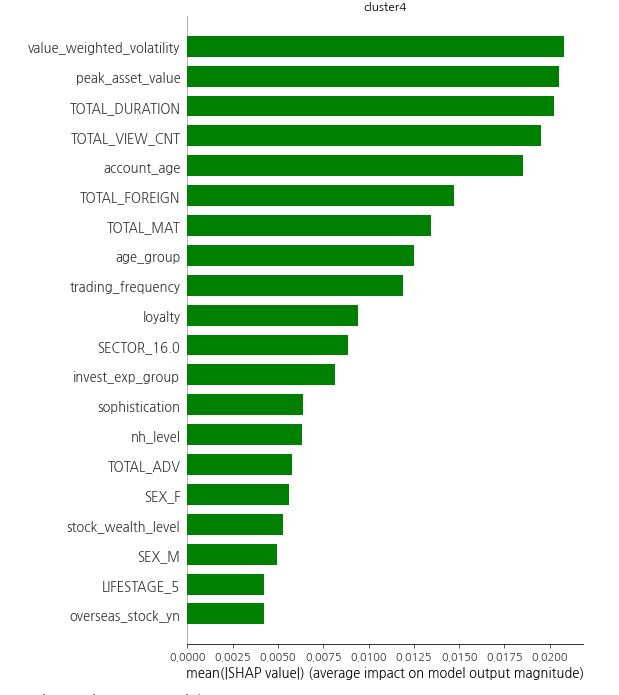 cluster4
value_weighted_volatility
peak_asset_value
TOTAL_DURATION
TOTAL_VIEW_CNT
account_age
TOTAL_FOREIGN
TOTAL_MAT
age_group
trading_frequency
loyalty
SECTOR_16.0
invest_exp_group
sophistication
nh_level
TOTAL_ADV
SEX_F
stock_wealth_level
SEX_M
LIFESTAGE_5
overseas_stock_yn
0.0000 0.0025 0.0050 0.0075 0.0100 0.0125 0.0150 0.0175 0.0200
mean(|SHAP value|) (average impact on model output magnitude)